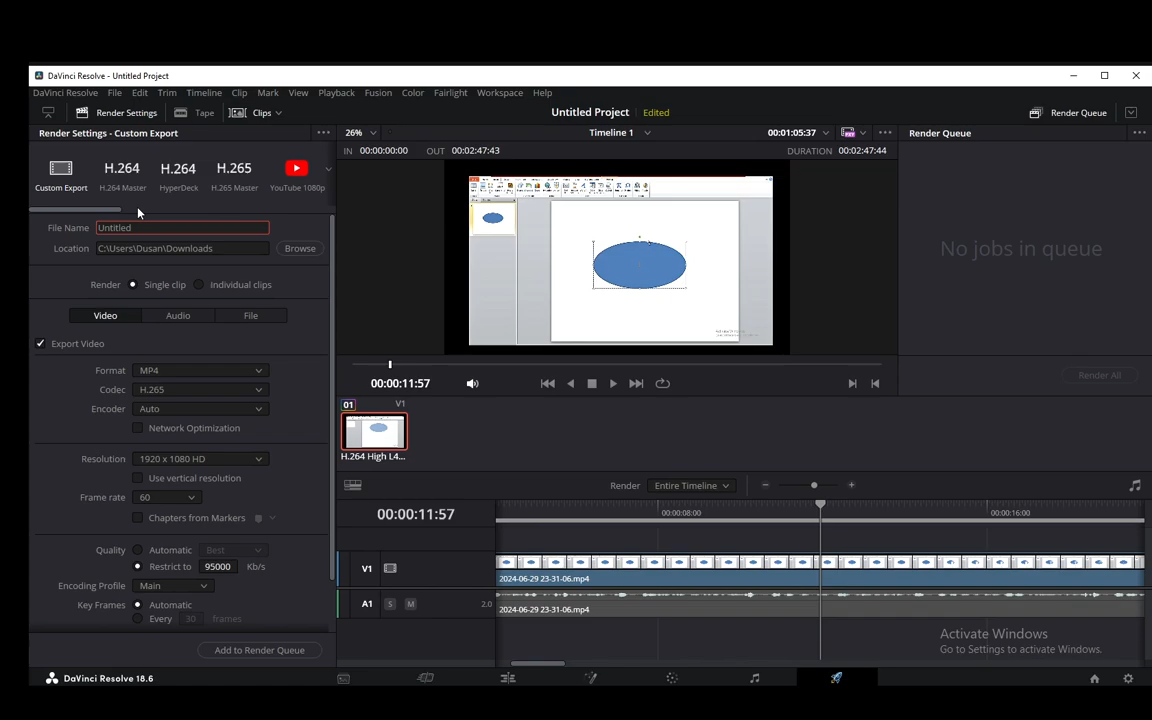 DaVinci Resolve - Untitled Project
DaVinci Resolve File Edit Trim Timeline Clip Mark View Playback Fusion Color Fairlight Workspace Help
Render Settings Tape Clips Untitled Project Edited Render Queue
Render Settings - Custom Export 26% Timeline 1 00:01:05:37 Render Queue
IN 00:00:00:00 OUT 00:02:47:43 DURATION 00:02:47:44
H.264 H.264 H.265
Custom Export H.264 Master HyperDeck H.265 Master YouTube 1080p
File Name Untitled
Location C:\Users\Dusan\Downloads Browse
No jobs in queue
Render Single clip Individual clips
Video Audio File
Export Video
Format MP4
Render All
Codec H.265
00:00:11:57
Encoder Auto
01 V1
Network Optimization
H.264 High L4...
Resolution 1920 x 1080 HD
Use vertical resolution
Render Entire Timeline
Frame rate 60
Chapters from Markers
00:00:11:57 00:00:08:00 00:00:16:00
Quality Automatic Best
Restrict to 95000 Kb/s
V1
2024-06-29 23-31-06.mp4
Encoding Profile Main
Key Frames Automatic
A1 S M 2.0
2024-06-29 23-31-06.mp4
Every 30 frames
Activate Windows
Go to Settings to activate Windows.
Add to Render Queue
DaVinci Resolve 18.6